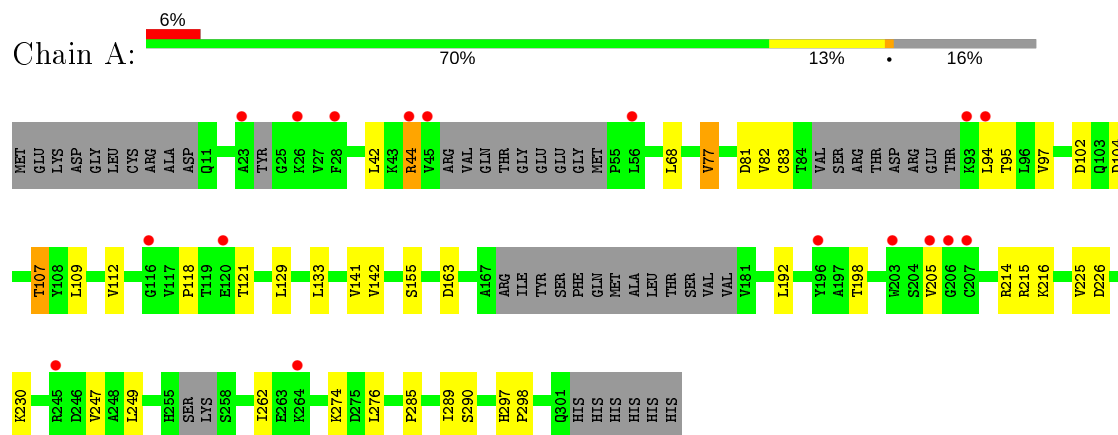 6%
Chain A:
70% 13% • 16%
MET GLU LYS ASP GLY LEU CYS ARG ALA ASP Q11 A23 TYR G25 K26 V27 F28 L42 K43 R44 V45 ARG VAL GLN THR GLY GLU GLU GLY MET P55 L56 L68 V77 D81 V82 C83 T84 VAL SER ARG THR ASP ARG GLU THR K93 L94 T95 L96 V97 D102 Q103 D104
T107 Y108 L109 V112 G116 V117 P118 T119 E120 T121 L129 L133 V141 V142 S155 D163 A167 ARG ILE TYR SER PHE GLN MET ALA LEU THR SER VAL VAL V181 L192 Y196 A197 T198 W203 S204 V205 G206 C207 R214 R215 K216 V225 D226
K230 R245 D246 V247 A248 L249 H255 SER LYS S258 I262 E263 K264 K274 D275 L276 P285 I289 S290 H297 P298 Q301 HIS HIS HIS HIS HIS HIS